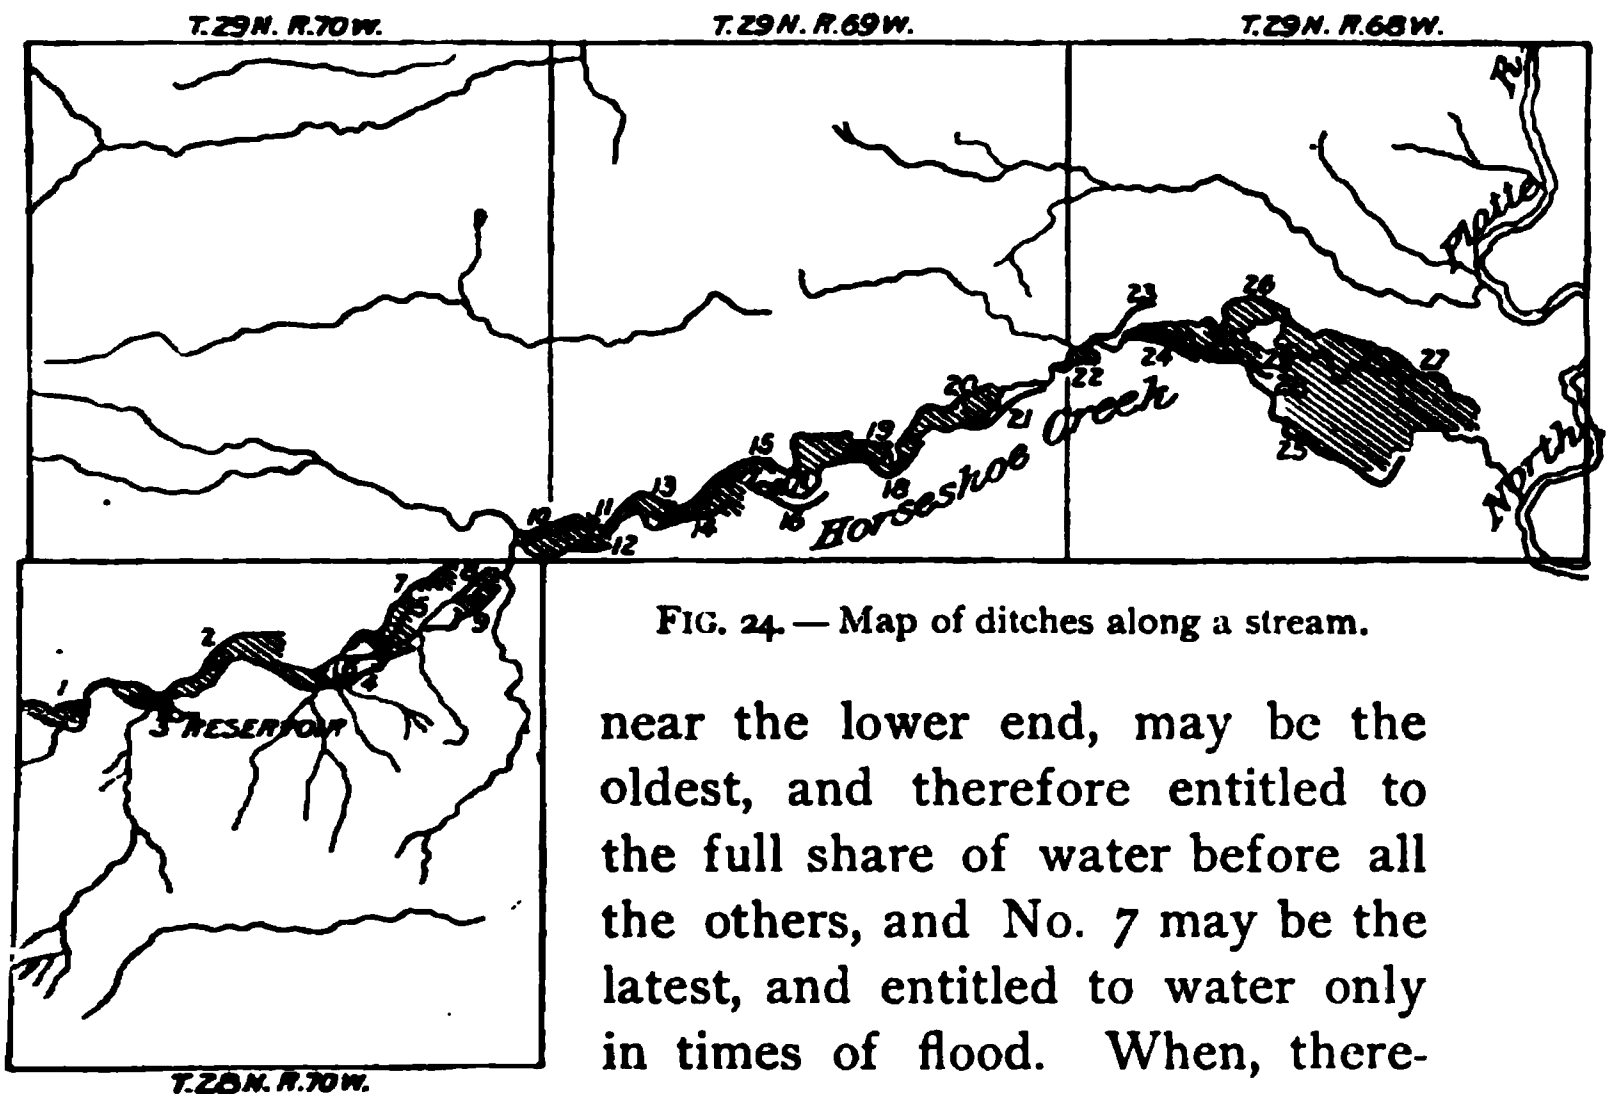 T.29N. R.70W.
T.29N. R.69W.
T.29N. R.68W.
R.
Platte
North
Horseshoe Creek
23
26
24
27
22
25
20
21
19
15
18
16
13
14
11
10
12
7
9
5
2
4
1
3
RESERVOIR
T.28N. R.70W.
FIG. 24. — Map of ditches along a stream.
near the lower end, may be the
oldest, and therefore entitled to
the full share of water before all
the others, and No. 7 may be the
latest, and entitled to water only
in times of flood. When, there-